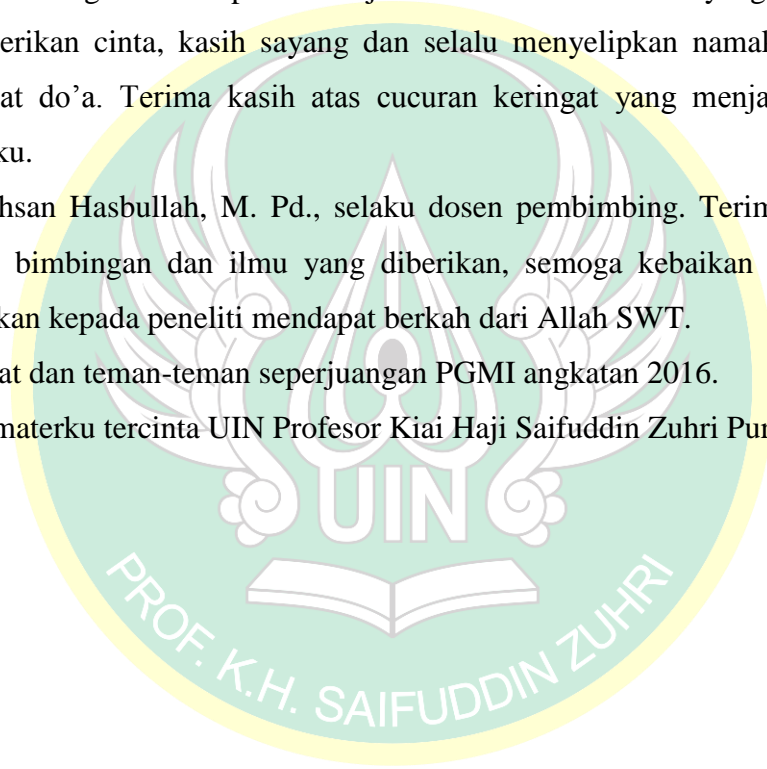 yang
erikan cinta, kasih sayang dan selalu menyelipkan namak
at do’a. Terima kasih atas cucuran keringat yang menja
ku.
hsan Hasbullah, M. Pd., selaku dosen pembimbing. Terim
bimbingan dan ilmu yang diberikan, semoga kebaikan
kan kepada peneliti mendapat berkah dari Allah SWT.
at dan teman-teman seperjuangan PGMI angkatan 2016.
materku tercinta UIN Profesor Kiai Haji Saifuddin Zuhri Pur
UIN
PROF. K.H. SAIFUDDIN ZUHRI